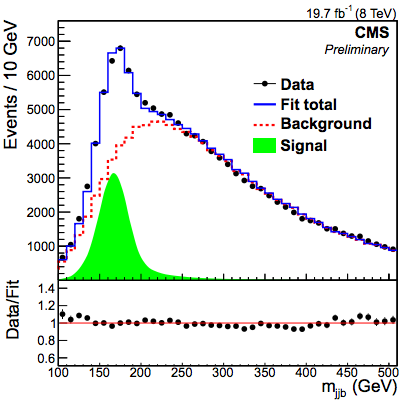 19.7 fb⁻¹ (8 TeV)
CMS
Preliminary
Events / 10 GeV
7000
6000
5000
4000
3000
2000
1000
Data
Fit total
Background
Signal
Data/Fit
1.4
1.2
1
0.8
0.6
100 150 200 250 300 350 400 450 500
m_jjb (GeV)